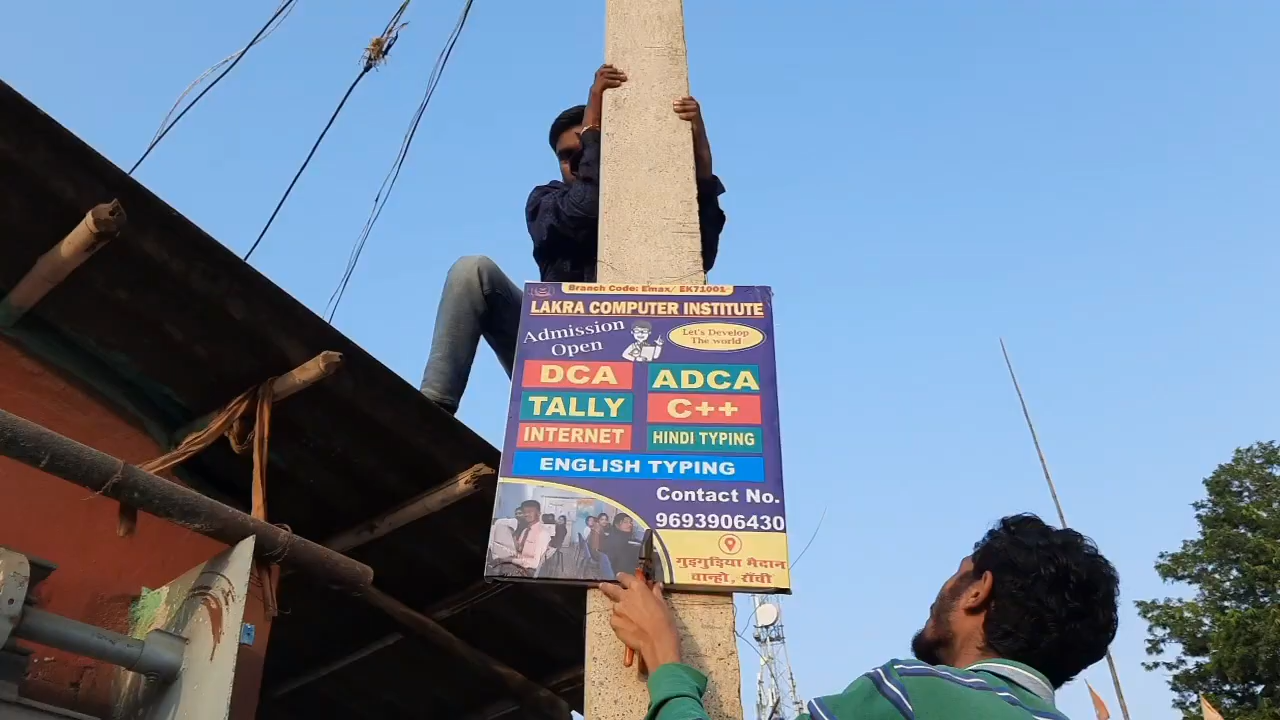 Branch Code: Emax/ EK71001
LAKRA COMPUTER INSTITUTE
Admission
Open
Let's Develop
The world
DCA
ADCA
TALLY
C++
INTERNET
HINDI TYPING
ENGLISH TYPING
Contact No.
9693906430
गुड़गुड़िया मैदान
चान्हो, राँची